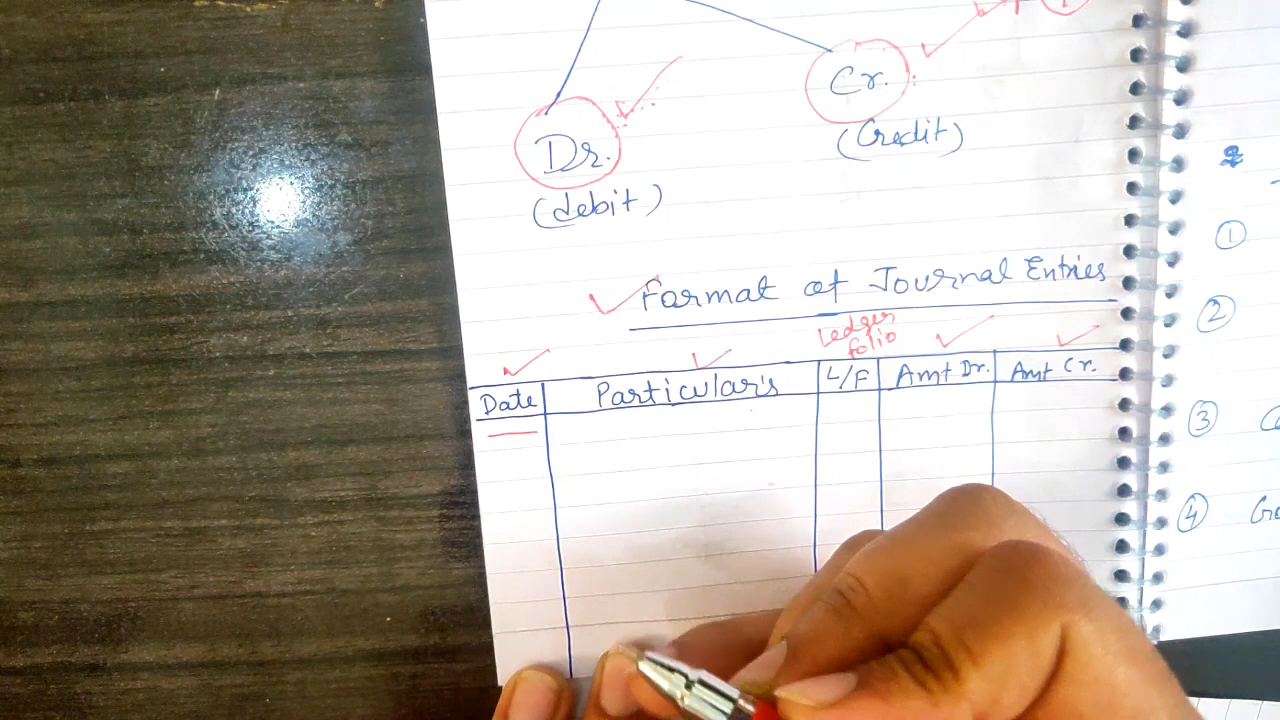 Cr.
(Credit)
Dr.
(debit)
Format of Journal Entries
Ledger
folio
Date Particular's L/F Amt Dr. Amt Cr.
①
②
③
④